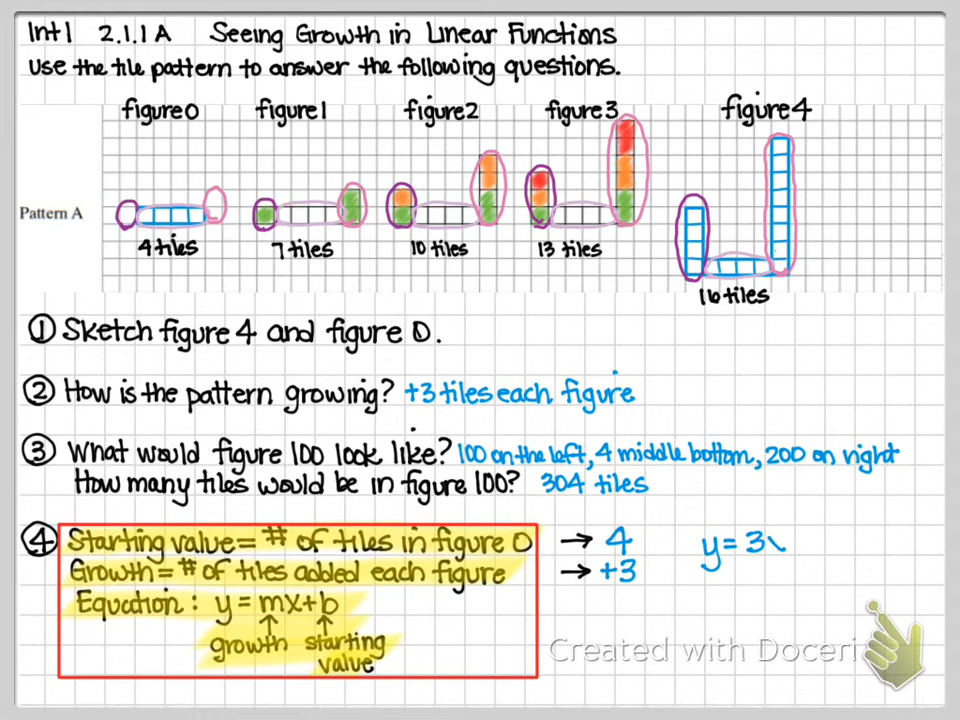 Int 1 2.1.1 A Seeing Growth in Linear Functions
Use the tile pattern to answer the following questions.
figure 0 figure 1 figure 2 figure 3 figure 4
Pattern A
4 tiles 7 tiles 10 tiles 13 tiles
16 tiles
① Sketch figure 4 and figure 0.
② How is the pattern growing? +3 tiles each figure
③ What would figure 100 look like? 100 on the left, 4 middle bottom, 200 on right
How many tiles would be in figure 100? 304 tiles
④ Starting value = # of tiles in figure 0 → 4 y = 3
Growth = # of tiles added each figure → +3
Equation: y = mx + b
↑ ↑
growth starting
value
Created with Doceri